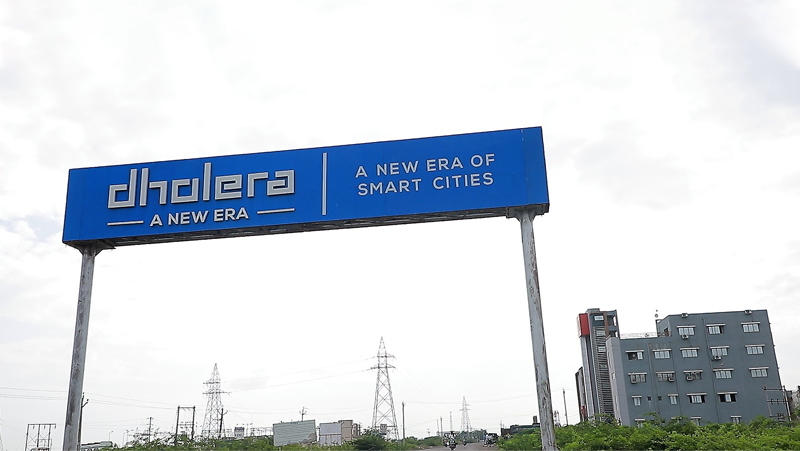 dholera
A NEW ERA
A NEW ERA OF
SMART CITIES